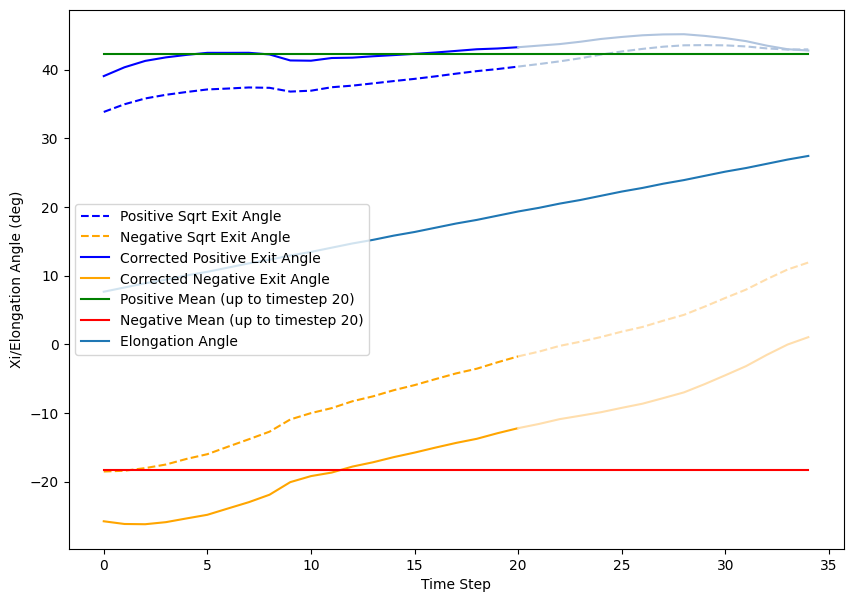 Xi/Elongation Angle (deg)
40
30
20
10
0
−10
−20
Positive Sqrt Exit Angle
Negative Sqrt Exit Angle
Corrected Positive Exit Angle
Corrected Negative Exit Angle
Positive Mean (up to timestep 20)
Negative Mean (up to timestep 20)
Elongation Angle
0 5 10 15 20 25 30 35
Time Step